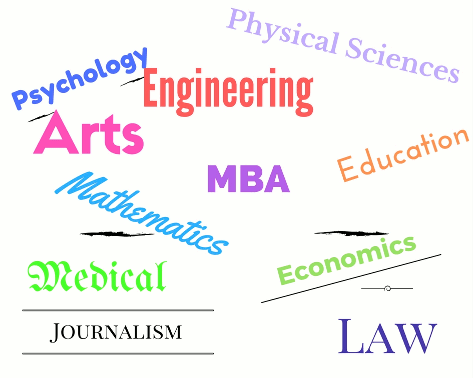 Physical Sciences
Psychology
Engineering
Arts
Education
MBA
Mathematics
Economics
Medical
Journalism
Law